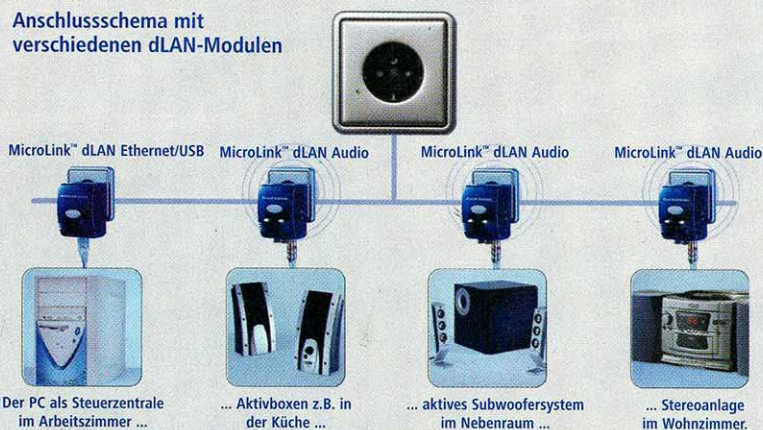 Anschlussschema mit
verschiedenen dLAN-Modulen
MicroLink™ dLAN Ethernet/USB
MicroLink™ dLAN Audio
MicroLink™ dLAN Audio
MicroLink™ dLAN Audio
Der PC als Steuerzentrale
im Arbeitszimmer ...
... Aktivboxen z.B. in
der Küche ...
... aktives Subwoofersystem
im Nebenraum ...
... Stereoanlage
im Wohnzimmer.